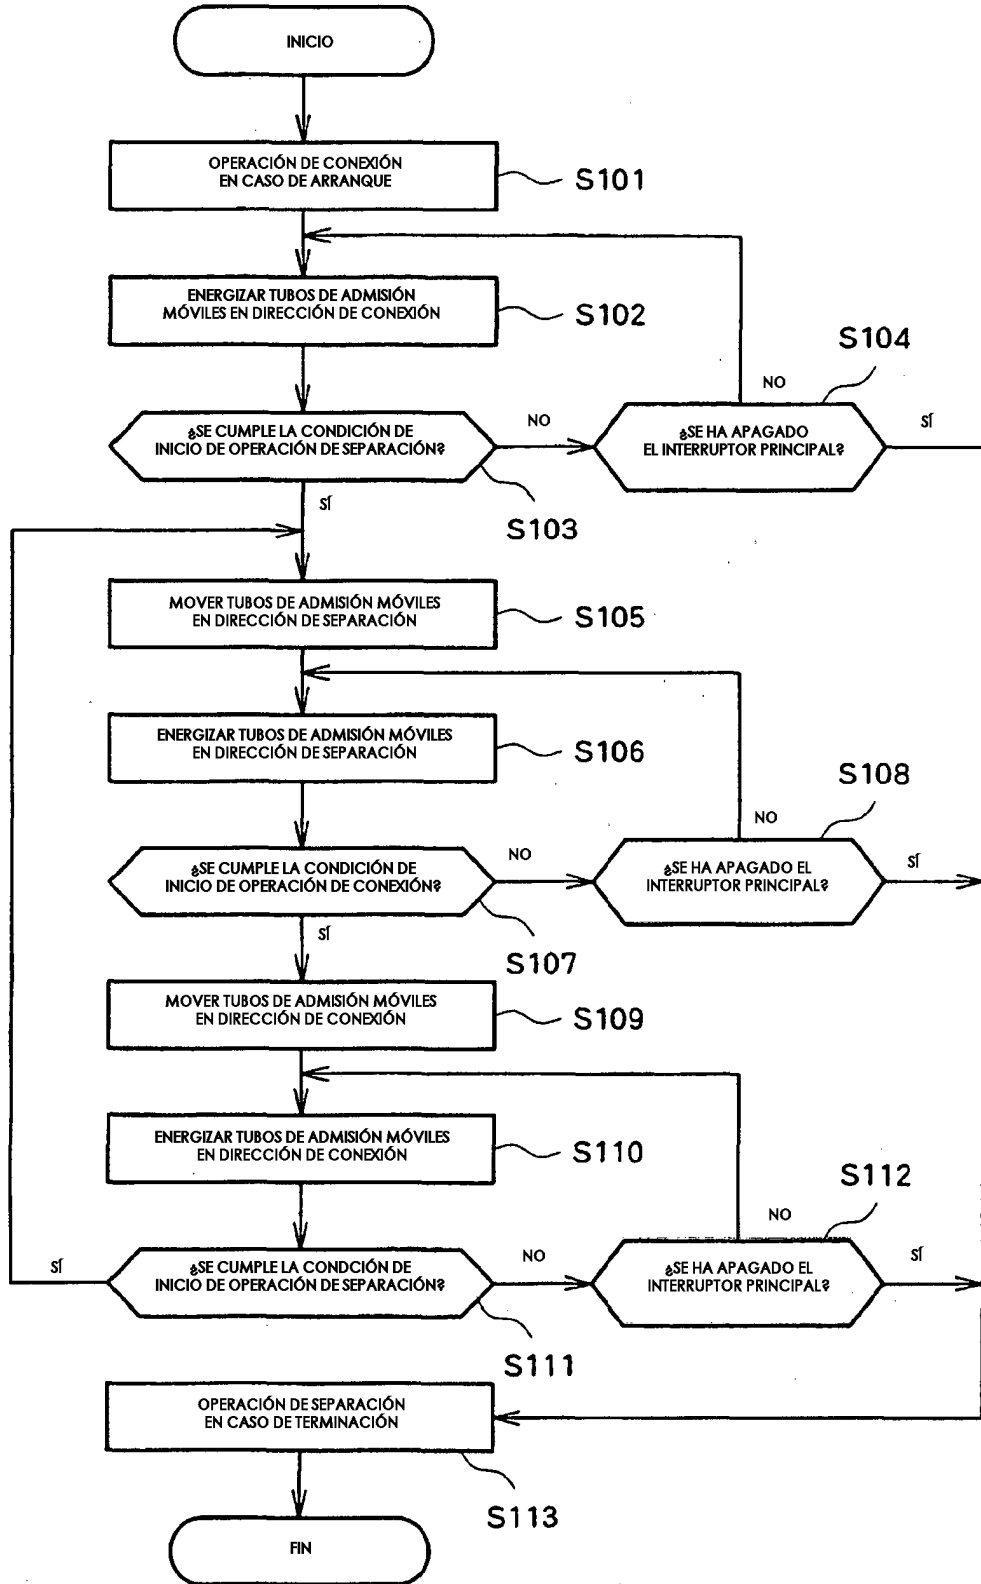 INICIO
OPERACIÓN DE CONEXIÓN
EN CASO DE ARRANQUE
S101
ENERGIZAR TUBOS DE ADMISIÓN
MÓVILES EN DIRECCIÓN DE CONEXIÓN
S102
S104
NO
¿SE CUMPLE LA CONDICIÓN DE
INICIO DE OPERACIÓN DE SEPARACIÓN?
NO
¿SE HA APAGADO
EL INTERRUPTOR PRINCIPAL?
SÍ
S103
SÍ
MOVER TUBOS DE ADMISIÓN MÓVILES
EN DIRECCIÓN DE SEPARACIÓN
S105
ENERGIZAR TUBOS DE ADMISIÓN MÓVILES
EN DIRECCIÓN DE SEPARACIÓN
S106
S108
NO
¿SE CUMPLE LA CONDICIÓN DE
INICIO DE OPERACIÓN DE CONEXIÓN?
NO
¿SE HA APAGADO EL
INTERRUPTOR PRINCIPAL?
SÍ
SÍ
S107
MOVER TUBOS DE ADMISIÓN MÓVILES
EN DIRECCIÓN DE CONEXIÓN
S109
ENERGIZAR TUBOS DE ADMISIÓN MÓVILES
EN DIRECCIÓN DE CONEXIÓN
S110
S112
NO
SÍ
¿SE CUMPLE LA CONDCIÓN DE
INICIO DE OPERACIÓN DE SEPARACIÓN?
NO
¿SE HA APAGADO EL
INTERRUPTOR PRINCIPAL?
SÍ
S111
OPERACIÓN DE SEPARACIÓN
EN CASO DE TERMINACIÓN
S113
FIN